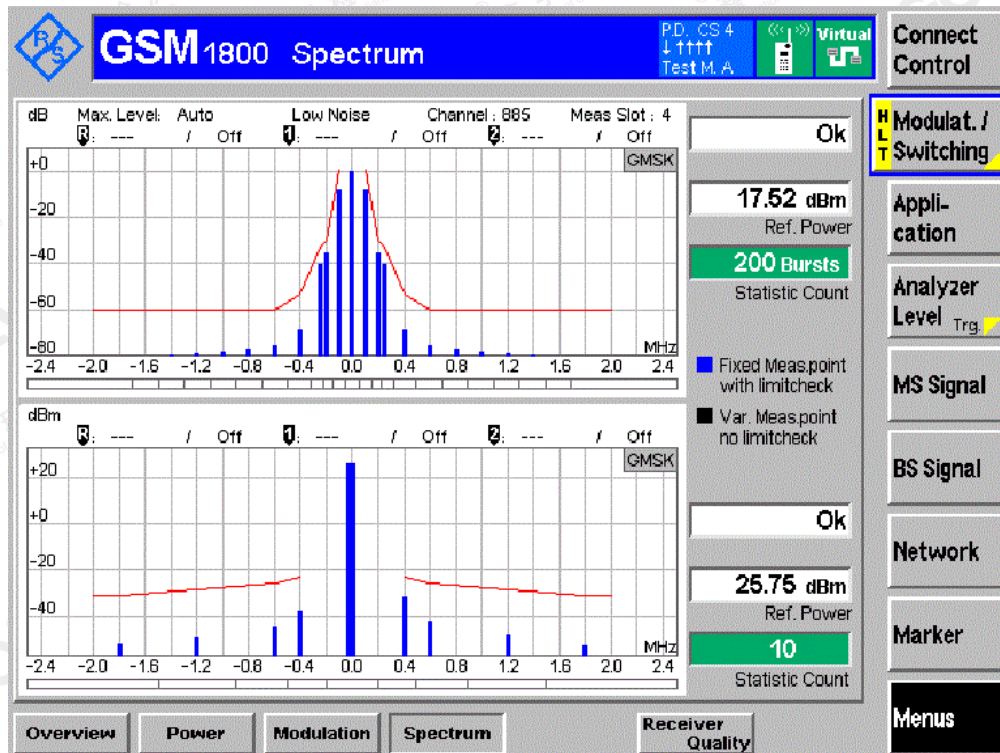 R S
GSM 1800 Spectrum
P.D. CS 4
Test M. A.
Virtual
Connect Control
dB Max. Level: Auto Low Noise Channel : 885 Meas Slot : 4
R: --- / Off 1: --- / Off 2: --- / Off
GMSK
+0
-20
-40
-60
-80
MHz
-2.4 -2.0 -1.6 -1.2 -0.8 -0.4 0.0 0.4 0.8 1.2 1.6 2.0 2.4
Ok
17.52 dBm
Ref. Power
200 Bursts
Statistic Count
Fixed Meas.point
with limitcheck
Var. Meas.point
no limitcheck
dBm
R: --- / Off 1: --- / Off 2: --- / Off
GMSK
+20
+0
-20
-40
MHz
-2.4 -2.0 -1.6 -1.2 -0.8 -0.4 0.0 0.4 0.8 1.2 1.6 2.0 2.4
Ok
25.75 dBm
Ref. Power
10
Statistic Count
HLT
Modulat. /
Switching
Appli-
cation
Analyzer
Level Trg.
MS Signal
BS Signal
Network
Marker
Menus
Overview Power Modulation Spectrum Receiver
Quality